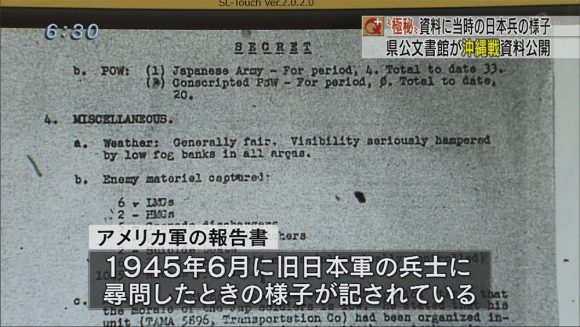 SL-Touch Ver.2.0.2.0
6:30
"極秘"資料に当時の日本兵の様子
県公文書館が沖縄戦資料公開
SECRET
b. POW: (1) Japanese Army - For period, 4. Total to date 33.
(2) Conscripted PoW - For period, 0. Total to date,
20.
4. MISCELLANEOUS.
a. Weather: Generally fair. Visibility seriously hampered
by low fog banks in all areas.
b. Enemy material captured:
6 LMGs
2 - HMGs
アメリカ軍の報告書
1945年6月に旧日本軍の兵士に
尋問したときの様子が記されている
c.
the morale of the
unit (TAMA 5896, Transportation Co) had been organized in-